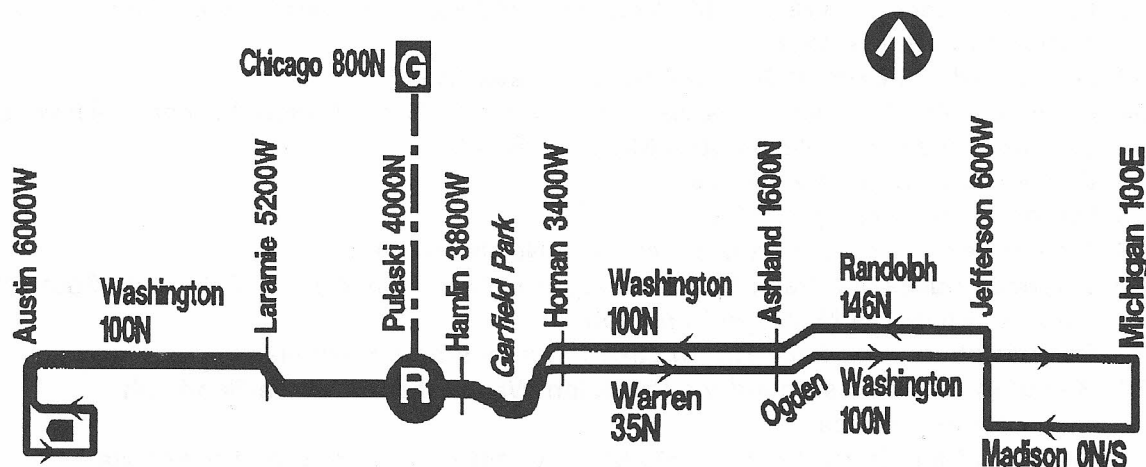 Chicago 800N G
Austin 6000W
Washington
100N
Laramie 5200W
Pulaski 4000N
R
Hamlin 3800W
Garfield Park
Homan 3400W
Washington
100N
Warren
35N
Ashland 1600N
Ogden
Randolph
146N
Washington
100N
Jefferson 600W
Michigan 100E
Madison 0N/S